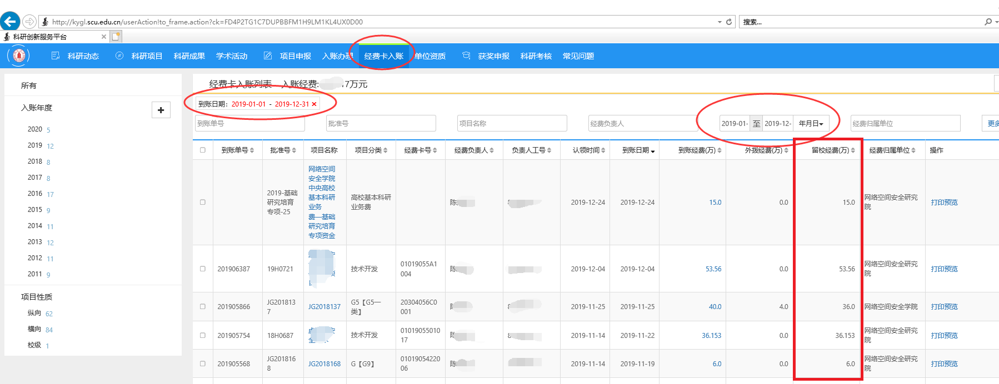 http://kygl.scu.edu.cn/userAction!to_frame.action?ck=FD4P2TG1C7DUPBBFM1H9LM1KL4UX0D00
搜索...
科研创新服务平台
科研动态 科研项目 科研成果 学术活动 项目申报 入账办理 经费卡入账 单位资质 获奖申报 科研考核 常见问题
所有
入账年度
+
2020 5
2019 12
2018 8
2017 8
2016 17
2015 9
2014 11
2013 12
2012 11
2011 9
项目性质
纵向 62
横向 84
校级 1
经费卡入账列表 入账经费: 17万元
到账日期: 2019-01-01 - 2019-12-31 ×
到账单号 批准号 项目名称 经费负责人 2019-01- 至 2019-12- 年月日 经费归属单位 更多
到账单号 批准号 项目名称 项目分类 经费卡号 经费负责人 负责人工号 认领时间 到账日期 到账经费(万) 外拨经费(万) 留校经费(万) 经费归属单位 操作
2019-基础
研究培育
专项-25
网络空间
安全学院
中央高校
基本科研
业务
费—基础
研究培育
专项资金
高校基本科研
业务费
陈
2019-12-24 2019-12-24 15.0 0.0 15.0
网络空间安全研究
院
打印预览
201906387 19H0721
技术开发
01019055A1
004
陈
2019-12-04 2019-12-04 53.56 0.0 53.56
网络空间安全研究
院
打印预览
201905866
JG201813
7
JG2018137
G5【G5一
类】
20304056C0
001
2019-11-25 2019-11-25 40.0 4.0 36.0 网络空间安全学院 打印预览
201905754 18H0687
技术开发
0101905501
017
2019-11-14 2019-11-22 36.153 0.0 36.153
网络空间安全研究
院
打印预览
201905568
JG201816
8
JG2018168 G【G9】
0101905422
006
陈
2019-11-14 2019-11-19 6.0 0.0 6.0
网络空间安全研究
院
打印预览